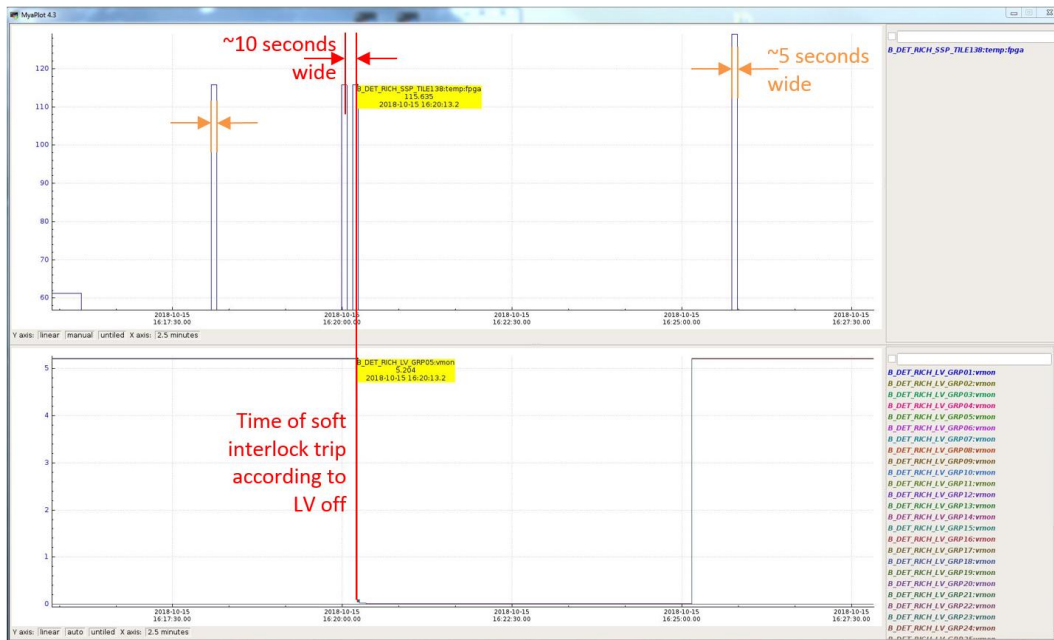 MyaPlot 4.3
~10 seconds
wide
~5 seconds
wide
B_DET_RICH_SSP_TILE138:temp:fpga
115.635
2018-10-15 16:20:13.2
B_DET_RICH_SSP_TILE138:temp:fpga
120
110
100
90
80
70
60
2018-10-15
16:17:30.00
2018-10-15
16:20:00.00
2018-10-15
16:22:30.00
2018-10-15
16:25:00.00
2018-10-15
16:27:30.00
Y axis: linear manual untiled X axis: 2.5 minutes
B_DET_RICH_LV_GRP05:vmon
5.204
2018-10-15 16:20:13.2
Time of soft
interlock trip
according to
LV off
5
4
3
2
1
0
2018-10-15
16:17:30.00
2018-10-15
16:20:00.00
2018-10-15
16:22:30.00
2018-10-15
16:25:00.00
2018-10-15
16:27:30.00
Y axis: linear auto untiled X axis: 2.5 minutes
B_DET_RICH_LV_GRP01:vmon
B_DET_RICH_LV_GRP02:vmon
B_DET_RICH_LV_GRP03:vmon
B_DET_RICH_LV_GRP04:vmon
B_DET_RICH_LV_GRP05:vmon
B_DET_RICH_LV_GRP06:vmon
B_DET_RICH_LV_GRP07:vmon
B_DET_RICH_LV_GRP08:vmon
B_DET_RICH_LV_GRP09:vmon
B_DET_RICH_LV_GRP10:vmon
B_DET_RICH_LV_GRP11:vmon
B_DET_RICH_LV_GRP12:vmon
B_DET_RICH_LV_GRP13:vmon
B_DET_RICH_LV_GRP14:vmon
B_DET_RICH_LV_GRP15:vmon
B_DET_RICH_LV_GRP16:vmon
B_DET_RICH_LV_GRP17:vmon
B_DET_RICH_LV_GRP18:vmon
B_DET_RICH_LV_GRP19:vmon
B_DET_RICH_LV_GRP20:vmon
B_DET_RICH_LV_GRP21:vmon
B_DET_RICH_LV_GRP22:vmon
B_DET_RICH_LV_GRP23:vmon
B_DET_RICH_LV_GRP24:vmon